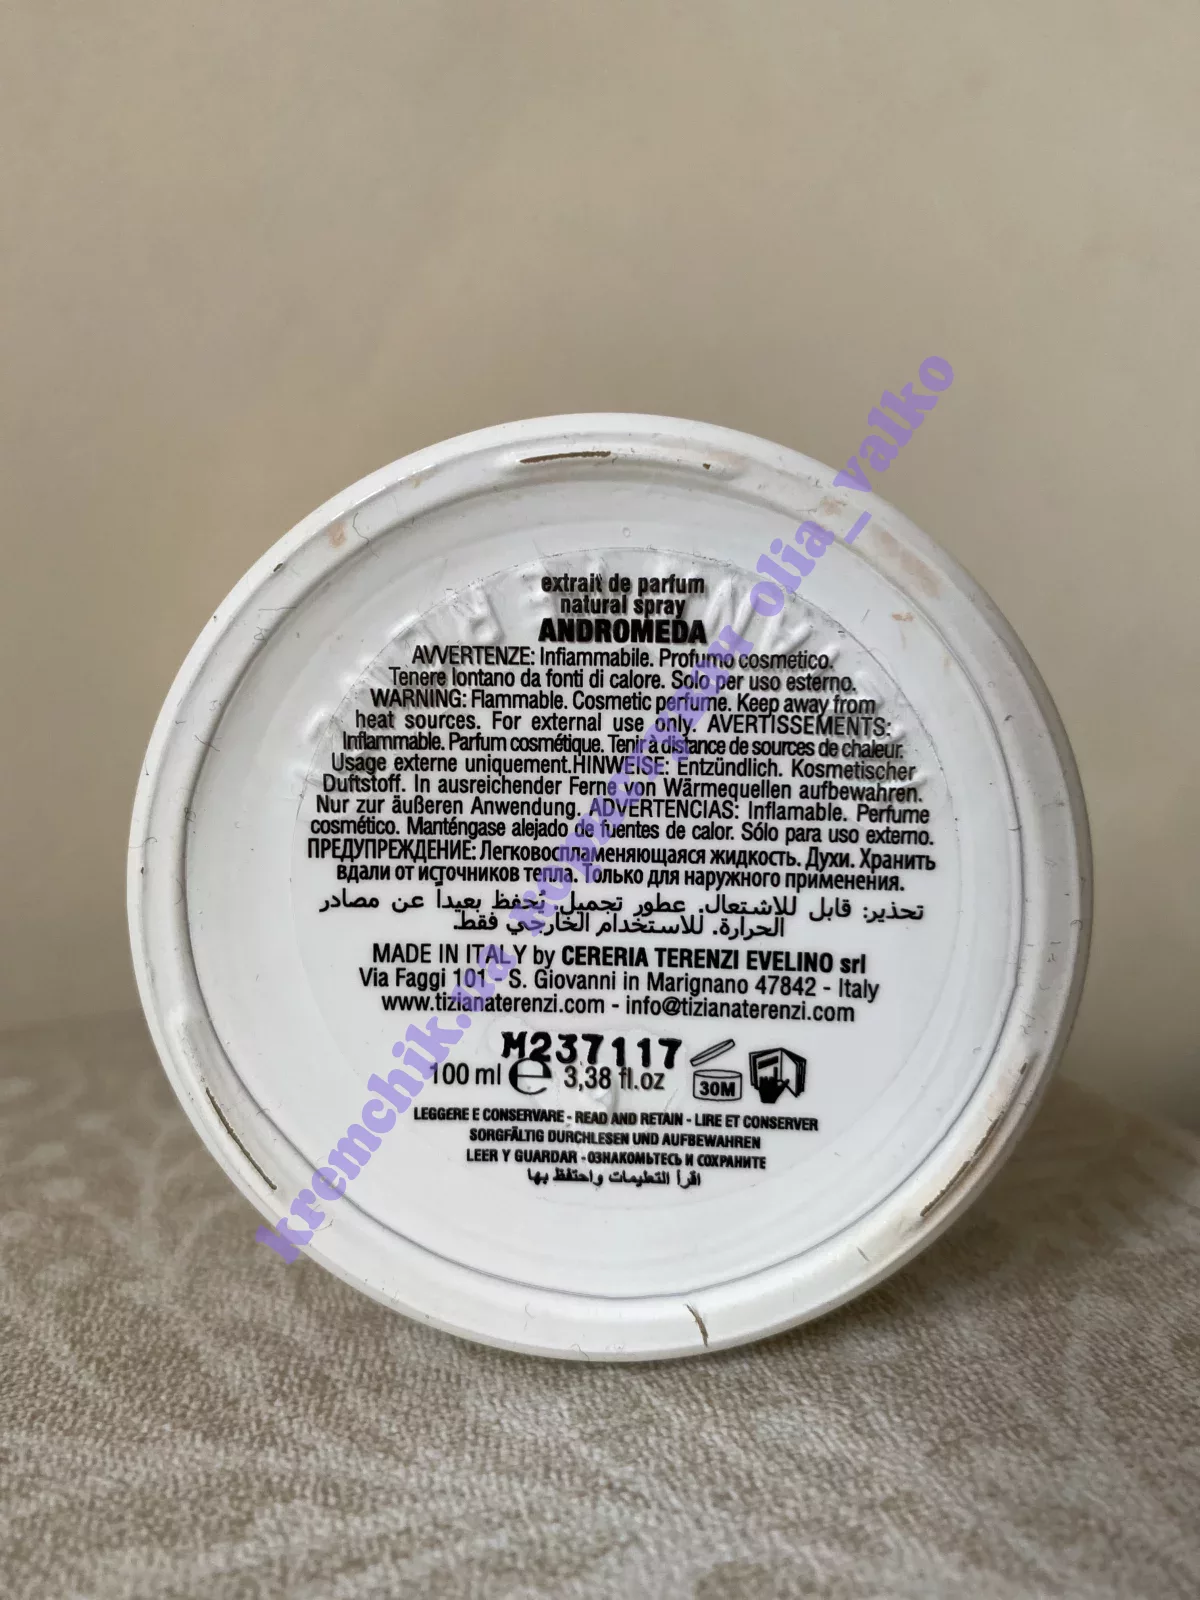 extrait de parfum
natural spray
ANDROMEDA
AVVERTENZE: Infiammabile. Profumo cosmetico.
Tenere lontano da fonti di calore. Solo per uso esterno.
WARNING: Flammable. Cosmetic perfume. Keep away from
heat sources. For external use only. AVERTISSEMENTS:
Inflammable. Parfum cosmétique. Tenir à distance de sources de chaleur.
Usage externe uniquement.HINWEISE: Entzündlich. Kosmetischer
Duftstoff. In ausreichender Ferne von Wärmequellen aufbewahren.
Nur zur äußeren Anwendung. ADVERTENCIAS: Inflamable. Perfume
cosmético. Manténgase alejado de fuentes de calor. Sólo para uso externo.
ПРЕДУПРЕЖДЕНИЕ: Легковоспламеняющаяся жидкость. Духи. Хранить
вдали от источников тепла. Только для наружного применения.
تحذير: قابل للاشتعال. عطور تجميل. يُحفظ بعيداً عن مصادر
الحرارة. للاستخدام الخارجي فقط.
MADE IN ITALY by CERERIA TERENZI EVELINO srl
Via Faggi 101 - S. Giovanni in Marignano 47842 - Italy
www.tizianaterenzi.com - info@tizianaterenzi.com
M237117
100 ml e 3,38 fl.oz 30M
LEGGERE E CONSERVARE - READ AND RETAIN - LIRE ET CONSERVER
SORGFÄLTIG DURCHLESEN UND AUFBEWAHREN
LEER Y GUARDAR - ОЗНАКОМЬТЕСЬ И СОХРАНИТЕ
اقرأ التعليمات واحتفظ بها
kremchik.ua користувач olia_valko